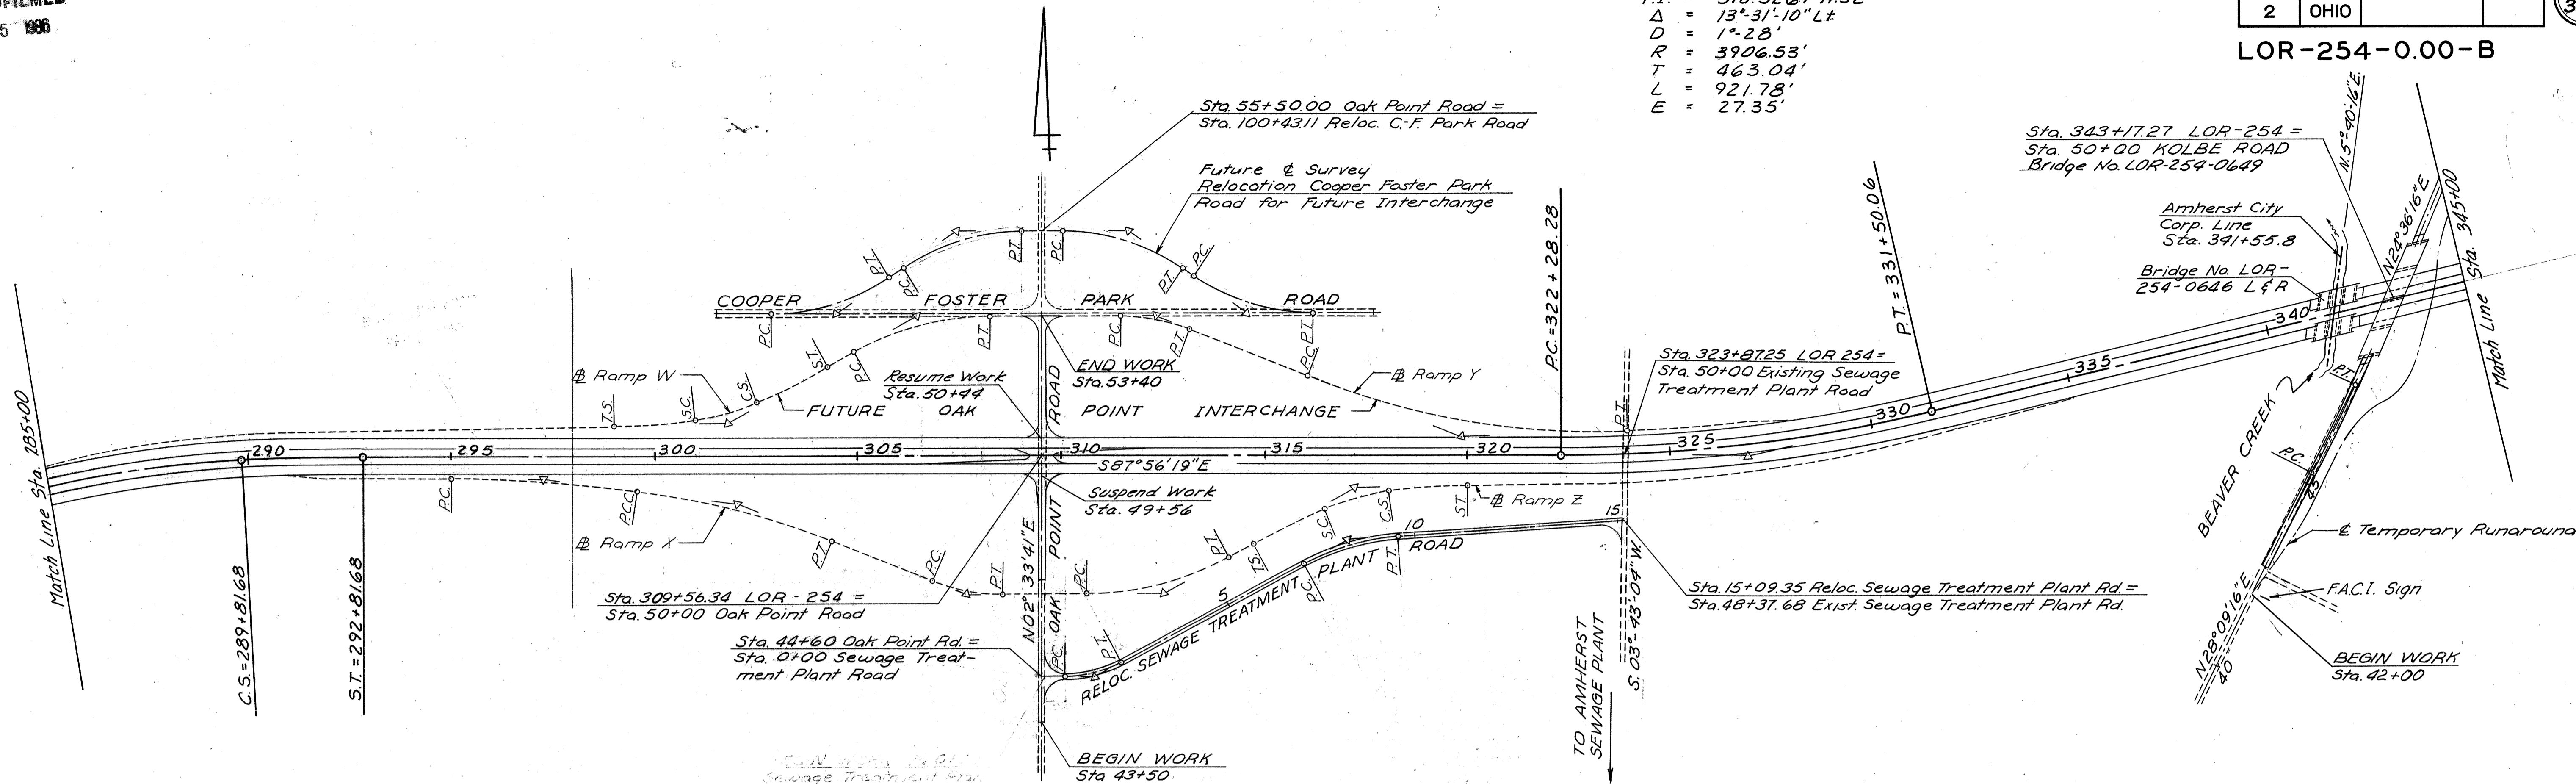 5 1986
Δ = 13°-31'-10" Lt.
D = 1°-28'
R = 3906.53'
T = 463.04'
L = 921.78'
E = 27.35'
2 OHIO
LOR-254-0.00-B
Sta. 55+50.00 Oak Point Road =
Sta. 100+43.11 Reloc. C.-F. Park Road
Future ℄ Survey
Relocation Cooper Foster Park
Road for Future Interchange
Sta. 343+17.27 LOR-254 =
Sta. 50+00 KOLBE ROAD
Bridge No. LOR-254-0649
N.5°-40'-16"E.
N24°36'16"E
Amherst City
Corp. Line
Sta. 341+55.8
Bridge No. LOR-
254-0646 L&R
Match Line Sta. 345+00
P.T.
P.C.
P.T.
P.C.
P.T.
P.C.
COOPER FOSTER PARK ROAD
P.C.
P.T.
P.C.
P.T.
P.T.
P.C.
P.C.=322+28.28
P.T.=331+50.06
END WORK
Sta. 53+40
℄ Ramp W
T.S.
S.C.
C.S.
S.T.
P.C.
Resume Work
Sta. 50+44
FUTURE OAK POINT INTERCHANGE
ROAD
℄ Ramp Y
Sta. 323+87.25 LOR 254 =
Sta. 50+00 Existing Sewage
Treatment Plant Road
P.T.
Match Line Sta. 285+00
290 295 300 305 310 315 320 325 330 335 340
S87°56'19"E
Suspend Work
Sta. 49+56
P.C.
P.C.C.
℄ Ramp X
P.T.
P.C.
P.T.
P.C.
P.T.
T.S.
S.C.
C.S.
S.T.
℄ Ramp Z
C.S.=289+81.68
S.T.=292+81.68
Sta. 309+56.34 LOR-254 =
Sta. 50+00 Oak Point Road
N02°33'41"E
OAK POINT
Sta. 44+60 Oak Point Rd. =
Sta. 0+00 Sewage Treat-
ment Plant Road
P.C.
P.T.
5
P.C.
P.T.
10
15
RELOC. SEWAGE TREATMENT PLANT ROAD
Sta. 15+09.35 Reloc. Sewage Treatment Plant Rd. =
Sta. 48+37.68 Exist. Sewage Treatment Plant Rd.
S.03°-43'-04"W.
TO AMHERST
SEWAGE PLANT
BEGIN WORK
Sta 43+50
BEAVER CREEK
P.T.
P.C.
45
℄ Temporary Runaround
F.A.C.I. Sign
N28°09'16"E
40
BEGIN WORK
Sta. 42+00